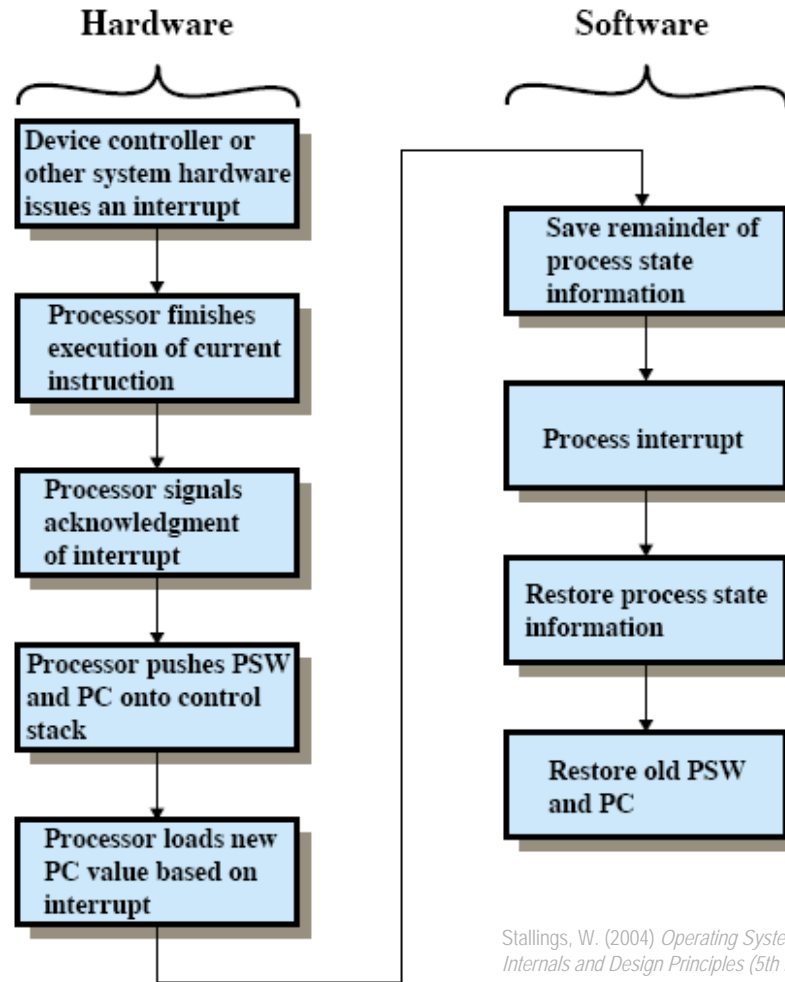 Hardware
Device controller or
other system hardware
issues an interrupt
Processor finishes
execution of current
instruction
Processor signals
acknowledgment
of interrupt
Processor pushes PSW
and PC onto control
stack
Processor loads new
PC value based on
interrupt
Software
Save remainder of
process state
information
Process interrupt
Restore process state
information
Restore old PSW
and PC
Stallings, W. (2004) Operating Syste
Internals and Design Principles (5th